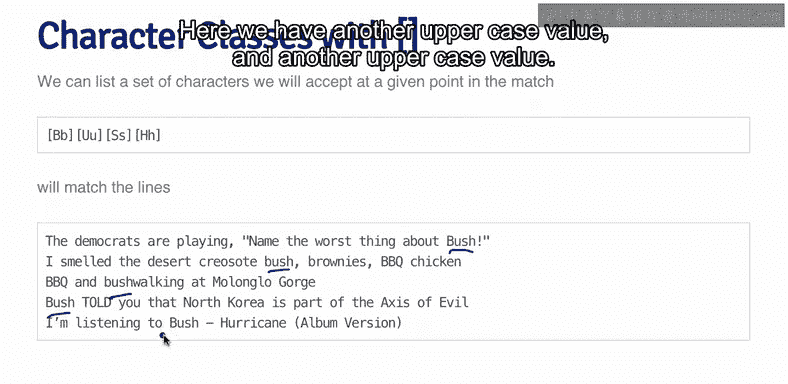 Character Classes with []
Here we have another upper case value,
and another upper case value.
We can list a set of characters we will accept at a given point in the match
[Bb][Uu][Ss][Hh]
will match the lines
The democrats are playing, "Name the worst thing about Bush!"
I smelled the desert creosote bush, brownies, BBQ chicken
BBQ and bushwalking at Molonglo Gorge
Bush TOLD you that North Korea is part of the Axis of Evil
I'm listening to Bush – Hurricane (Album Version)